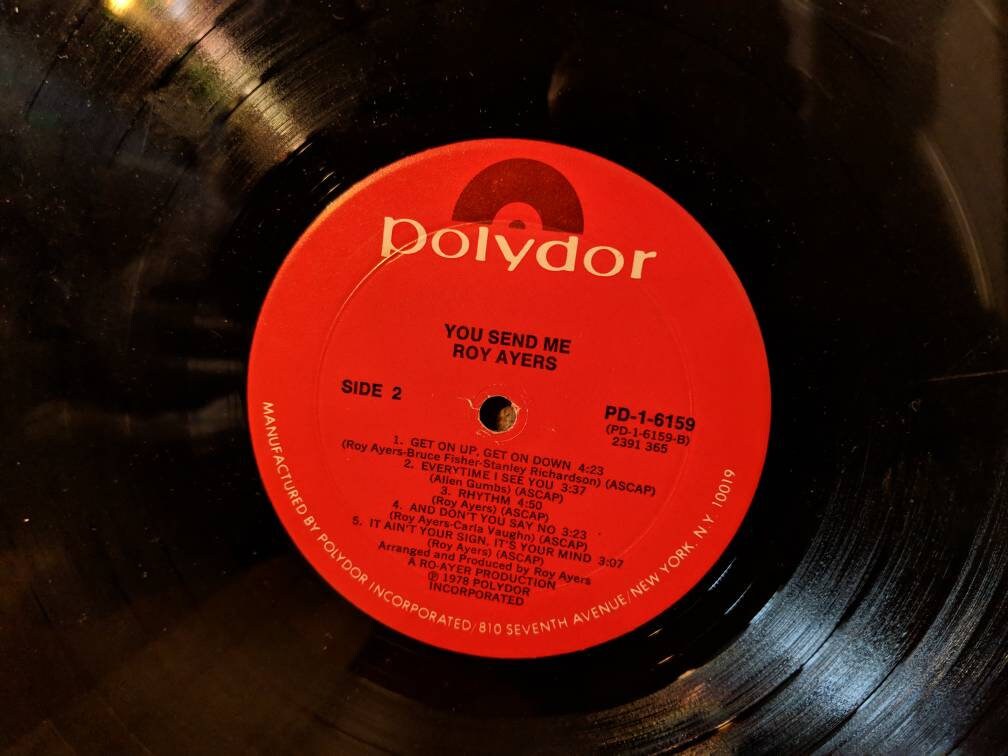 polydor
YOU SEND ME
ROY AYERS
SIDE 2
PD-1-6159
(PD-1-6159-B)
2391 365
1. GET ON UP, GET ON DOWN 4:23
(Roy Ayers-Bruce Fisher-Stanley Richardson) (ASCAP)
2. EVERYTIME I SEE YOU 3:37
(Allen Gumbs) (ASCAP)
3. RHYTHM 4:50
(Roy Ayers) (ASCAP)
4. AND DON'T YOU SAY NO 3:23
(Roy Ayers-Carla Vaughn) (ASCAP)
5. IT AIN'T YOUR SIGN, IT'S YOUR MIND 3:07
(Roy Ayers) (ASCAP)
Arranged and Produced by Roy Ayers
A RO-AYER PRODUCTION
℗ 1978 POLYDOR
INCORPORATED
MANUFACTURED BY POLYDOR INCORPORATED/810 SEVENTH AVENUE/NEW YORK, N.Y. 10019